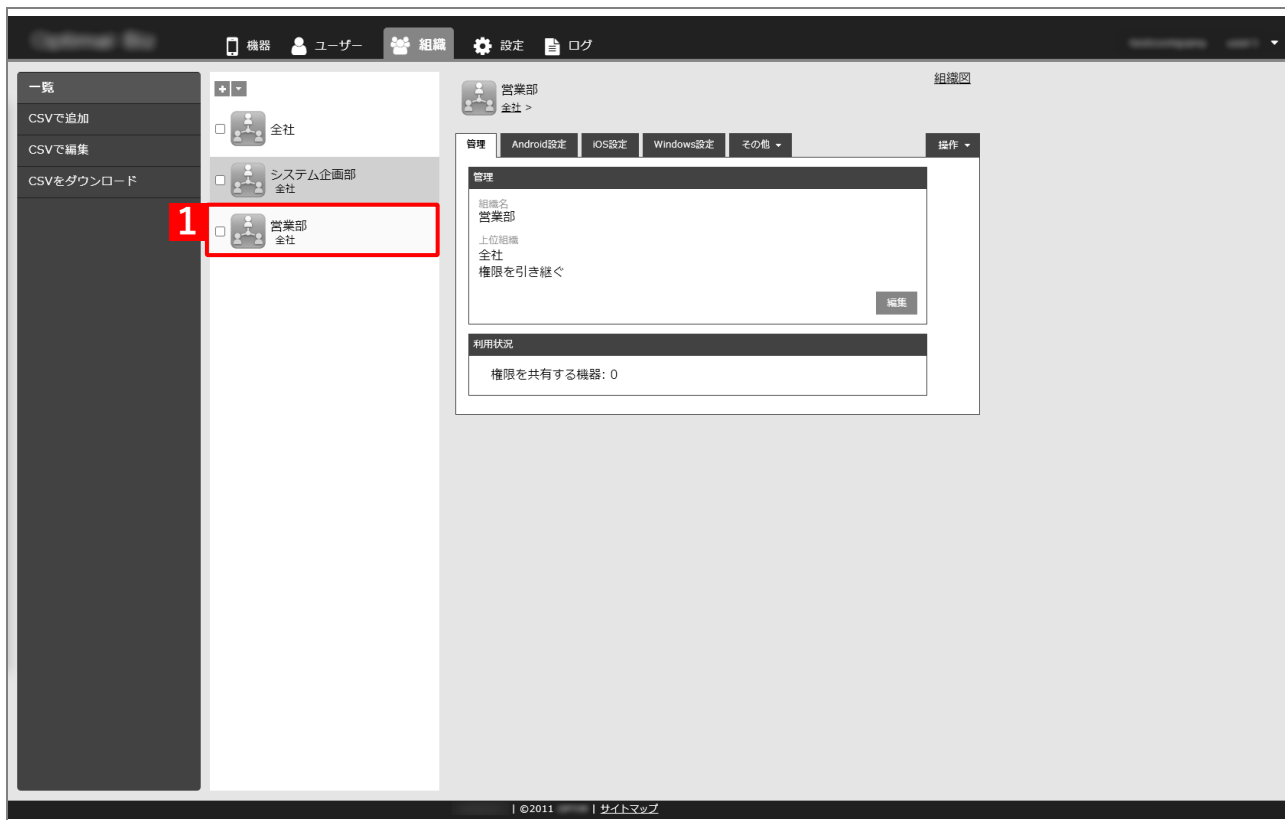 機器 ユーザー 組織 設定 ログ
一覧
CSVで追加
CSVで編集
CSVをダウンロード
全社
システム企画部
全社
1
営業部
全社
営業部
全社 >
組織図
管理 Android設定 iOS設定 Windows設定 その他 操作
管理
組織名
営業部
上位組織
全社
権限を引き継ぐ
編集
利用状況
権限を共有する機器: 0
| ©2011 | サイトマップ